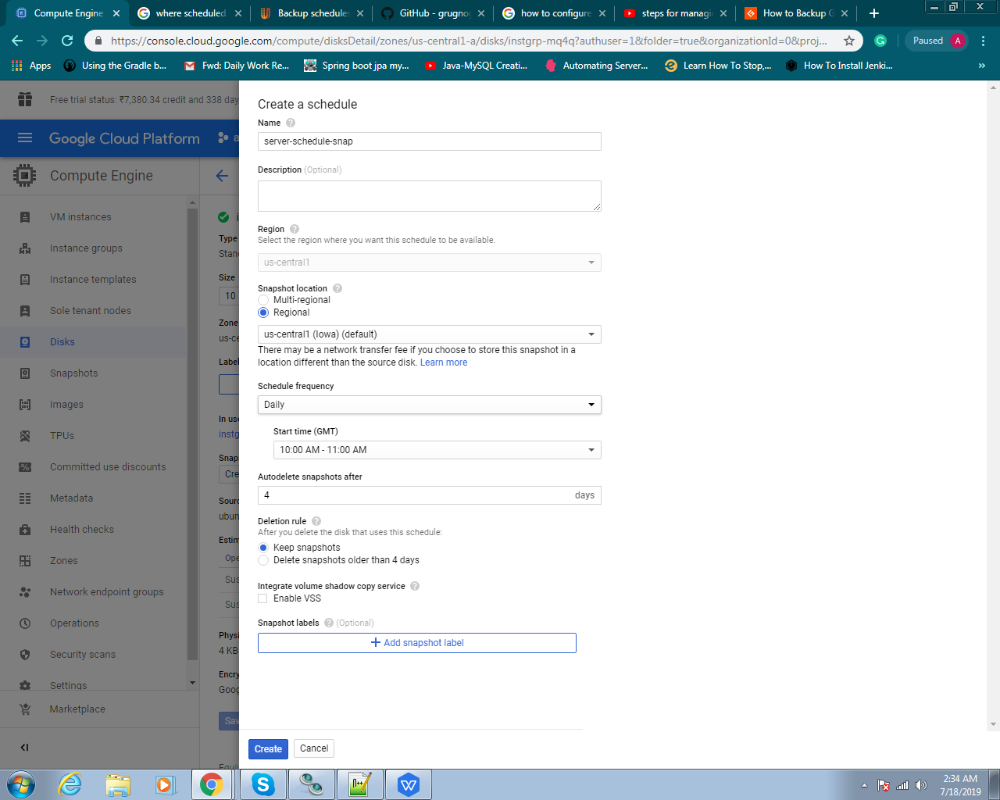 Compute Engine
where scheduled
Backup schedule
GitHub - grugno
how to configure
steps for managi
How to Backup G
https://console.cloud.google.com/compute/disksDetail/zones/us-central1-a/disks/instgrp-mq4q?authuser=1&folder=true&organizationId=0&proj...
Paused
A
Apps
Using the Gradle b...
Fwd: Daily Work Re...
Spring boot jpa my...
Java-MySQL Creati...
Automating Server...
Learn How To Stop,...
How To Install Jenki...
»
Free trial status: ₹7,380.34 credit and 338 day
Google Cloud Platform
a
Compute Engine
VM instances
Instance groups
Instance templates
Sole tenant nodes
Disks
Snapshots
Images
TPUs
Committed use discounts
Metadata
Health checks
Zones
Network endpoint groups
Operations
Security scans
Settings
Marketplace
i
Type
Stan
Size
10
Zone
us-ce
Label
In use
instg
Snap
Cre
Sourc
ubun
Estim
Ope
Sus
Sus
Physi
4 KB
Encry
Goog
Sav
Equi
Create a schedule
Name
server-schedule-snap
Description (Optional)
Region
Select the region where you want this schedule to be available.
us-central1
Snapshot location
Multi-regional
Regional
us-central1 (Iowa) (default)
There may be a network transfer fee if you choose to store this snapshot in a
location different than the source disk. Learn more
Schedule frequency
Daily
Start time (GMT)
10:00 AM - 11:00 AM
Autodelete snapshots after
4 days
Deletion rule
After you delete the disk that uses this schedule:
Keep snapshots
Delete snapshots older than 4 days
Integrate volume shadow copy service
Enable VSS
Snapshot labels (Optional)
Add snapshot label
Create
Cancel
2:34 AM
7/18/2019